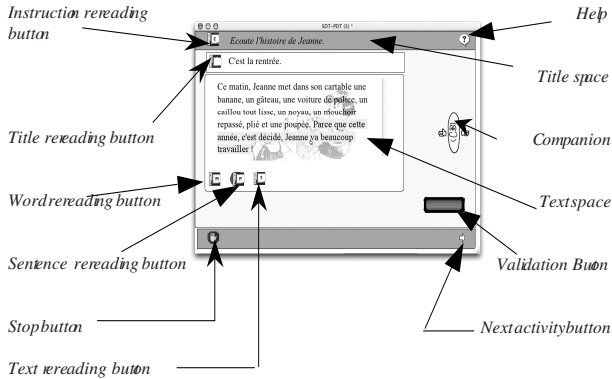 Instruction rereading
button
Title rereading button
Word rereading button
Sentence rereading button
Stop button
Text rereading button
SDT-PDT (3) *
C
Ecoute l'histoire de Jeanne.
?
C'est la rentrée.
Ce matin, Jeanne met dans son cartable une
banane, un gâteau, une voiture de police, un
caillou tout lisse, un noyau, un mouchoir
repassé, plié et une poupée. Parce que cette
année, c'est décidé, Jeanne va beaucoup
travailler !
M
P
T
Help
Title space
Companion
Text space
Validation Button
Next activity button